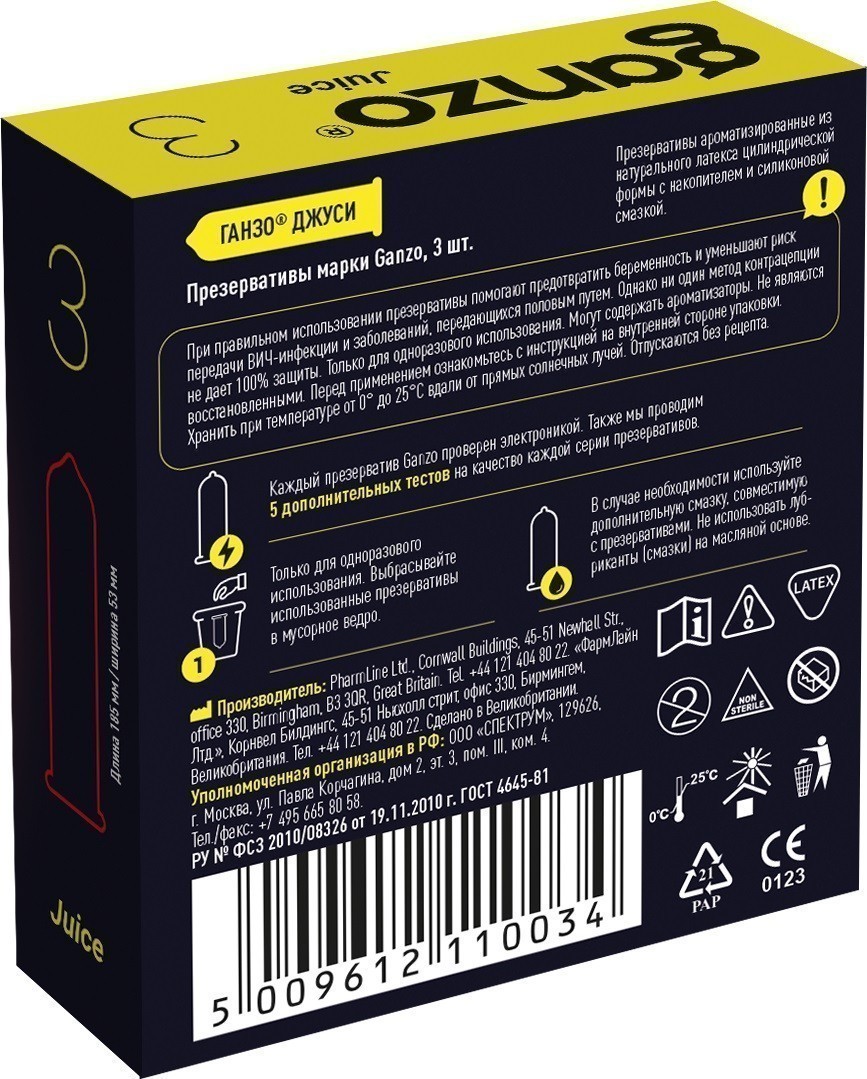 ganzo®
Juice
3
Презервативы ароматизированные из
натурального латекса цилиндрической
формы с накопителем и силиконовой
смазкой.
ГАНЗО® ДЖУСИ
Презервативы марки Ganzo, 3 шт.
!
При правильном использовании презервативы помогают предотвратить беременность и уменьшают риск
передачи ВИЧ-инфекции и заболеваний, передающихся половым путем. Однако ни один метод контрацепции
не дает 100% защиты. Только для одноразового использования. Могут содержать ароматизаторы. Не являются
восстановленными. Перед применением ознакомьтесь с инструкцией на внутренней стороне упаковки.
Хранить при температуре от 0° до 25°C вдали от прямых солнечных лучей. Отпускаются без рецепта.
Каждый презерватив Ganzo проверен электроникой. Также мы проводим
5 дополнительных тестов на качество каждой серии презервативов.
Только для одноразового
использования. Выбрасывайте
использованные презервативы
в мусорное ведро.
1
В случае необходимости используйте
дополнительную смазку, совместимую
с презервативами. Не использовать луб-
риканты (смазки) на масляной основе.
Производитель: PharmLine Ltd., Cornwall Buildings, 45-51 Newhall Str.,
office 330, Birmingham, B3 3QR, Great Britain. Tel. +44 121 404 80 22. «ФармЛайн
Лтд.», Корнвел Билдингс, 45-51 Ньюхолл стрит, офис 330, Бирмингем,
Великобритания. Тел. +44 121 404 80 22. Сделано в Великобритании.
Уполномоченная организация в РФ: ООО «СПЕКТРУМ», 129626,
г. Москва, ул. Павла Корчагина, дом 2, эт. 3, пом. III, ком. 4.
Тел./факс: +7 495 665 80 58.
РУ № ФСЗ 2010/08326 от 19.11.2010 г. ГОСТ 4645-81
5 009612 110034
i
!
LATEX
2
NON
STERILE
25°C
0°C
21
PAP
CE
0123
3
Длина 185 мм / ширина 53 мм
Juice